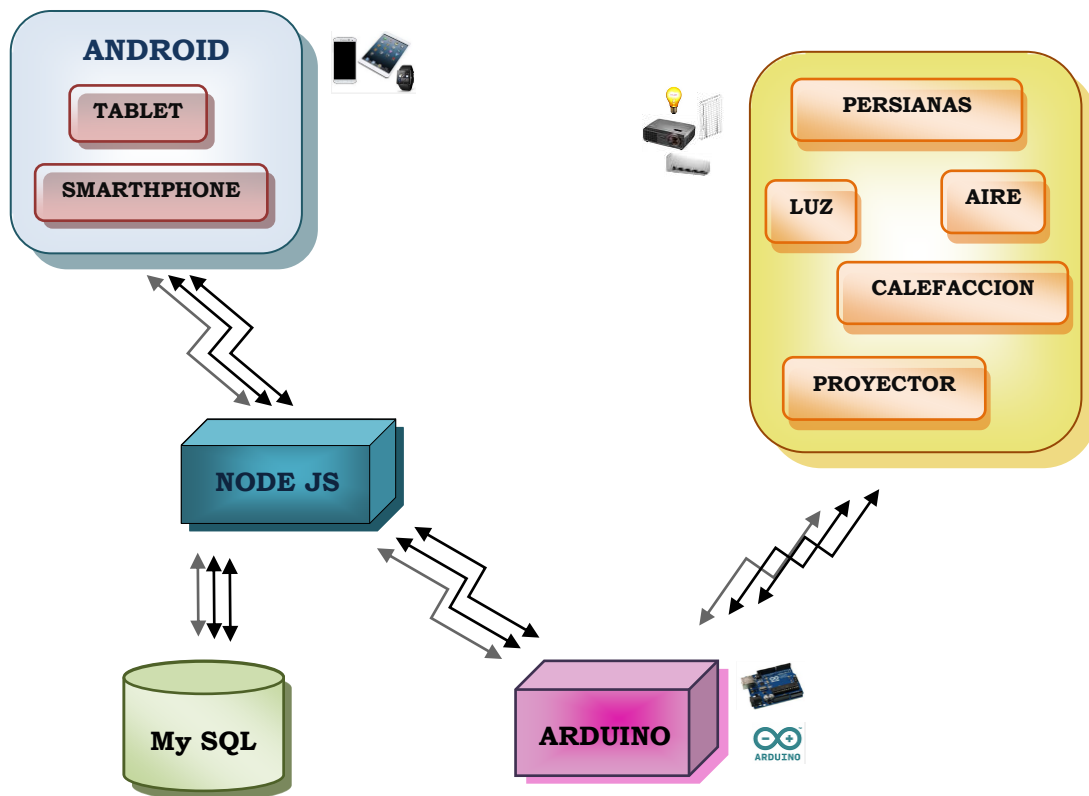 ANDROID
TABLET
SMARTHPHONE
PERSIANAS
LUZ
AIRE
CALEFACCION
PROYECTOR
NODE JS
My SQL
ARDUINO
ARDUINO